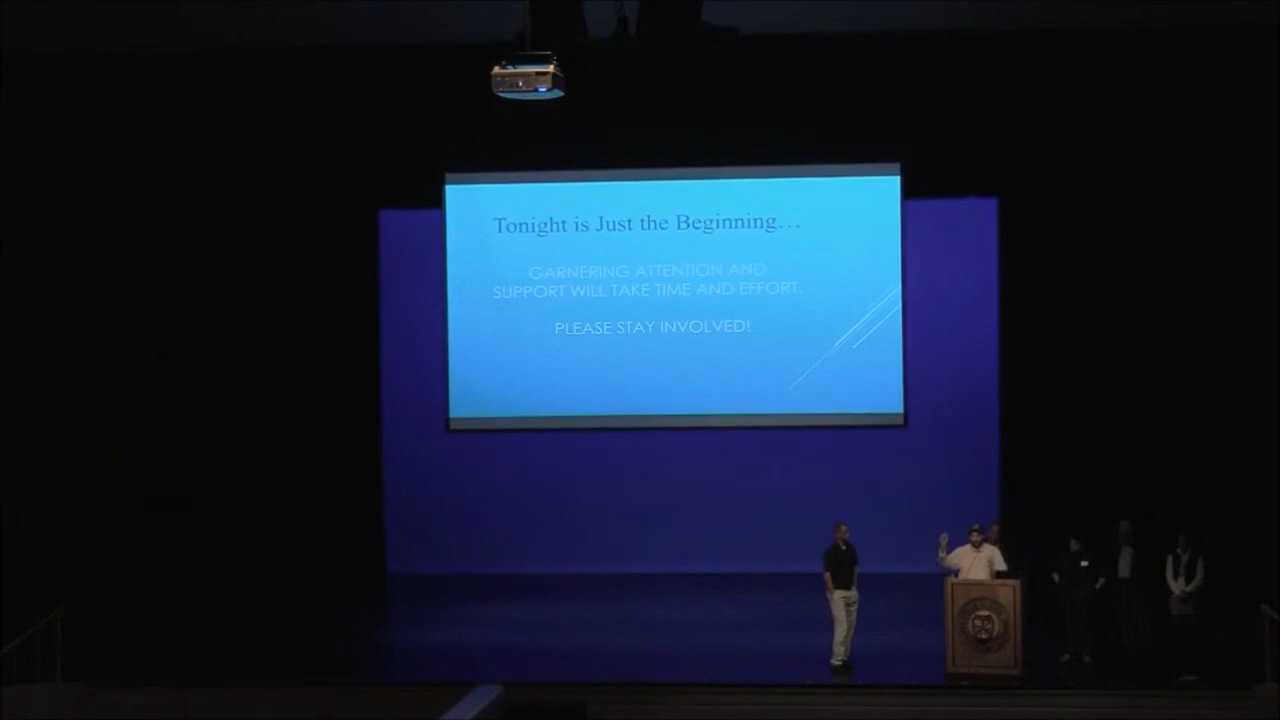 Tonight is Just the Beginning...
GARNERING ATTENTION AND
SUPPORT WILL TAKE TIME AND EFFORT.
PLEASE STAY INVOLVED!